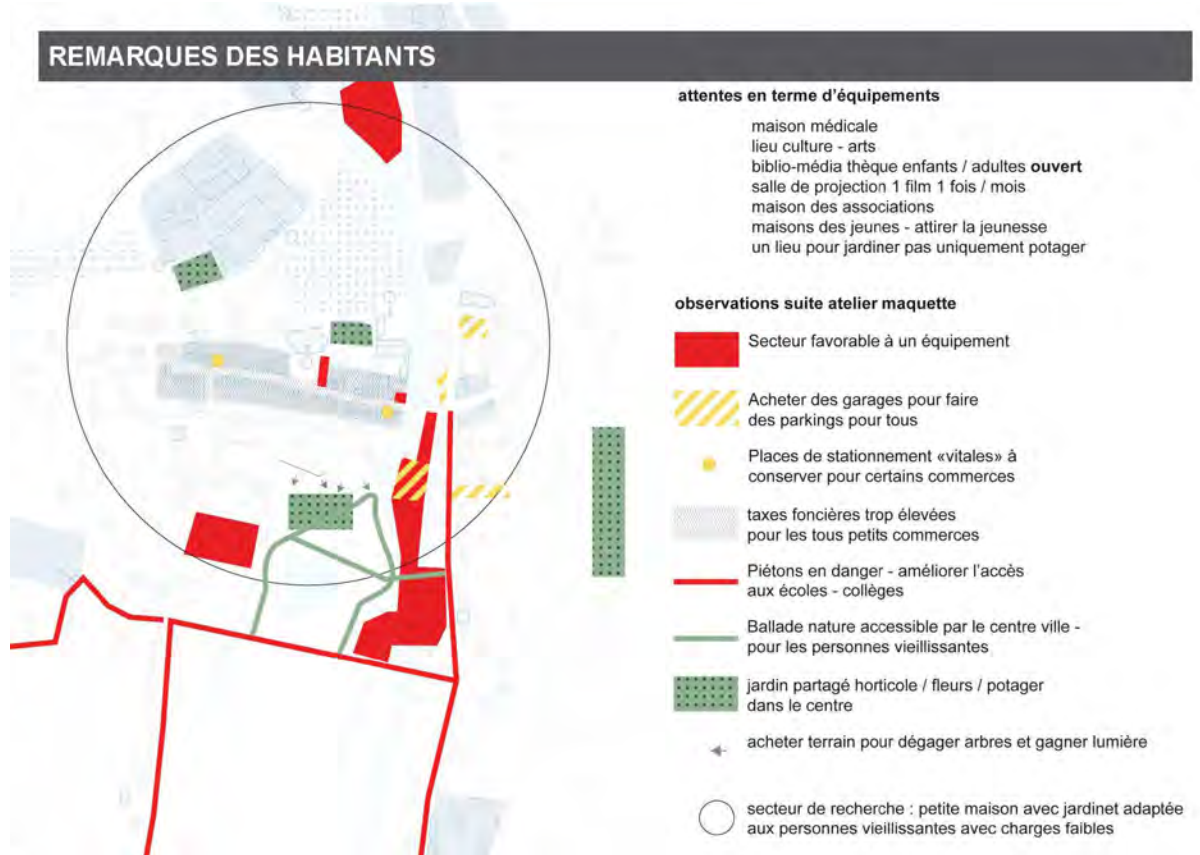 REMARQUES DES HABITANTS
attentes en terme d’équipements
maison médicale
lieu culture - arts
biblio-média thèque enfants / adultes ouvert
salle de projection 1 film 1 fois / mois
maison des associations
maisons des jeunes - attirer la jeunesse
un lieu pour jardiner pas uniquement potager
observations suite atelier maquette
Secteur favorable à un équipement
Acheter des garages pour faire
des parkings pour tous
Places de stationnement «vitales» à
conserver pour certains commerces
taxes foncières trop élevées
pour les tous petits commerces
Piétons en danger - améliorer l’accès
aux écoles - collèges
Ballade nature accessible par le centre ville -
pour les personnes vieillissantes
jardin partagé horticole / fleurs / potager
dans le centre
acheter terrain pour dégager arbres et gagner lumière
secteur de recherche : petite maison avec jardinet adaptée
aux personnes vieillissantes avec charges faibles